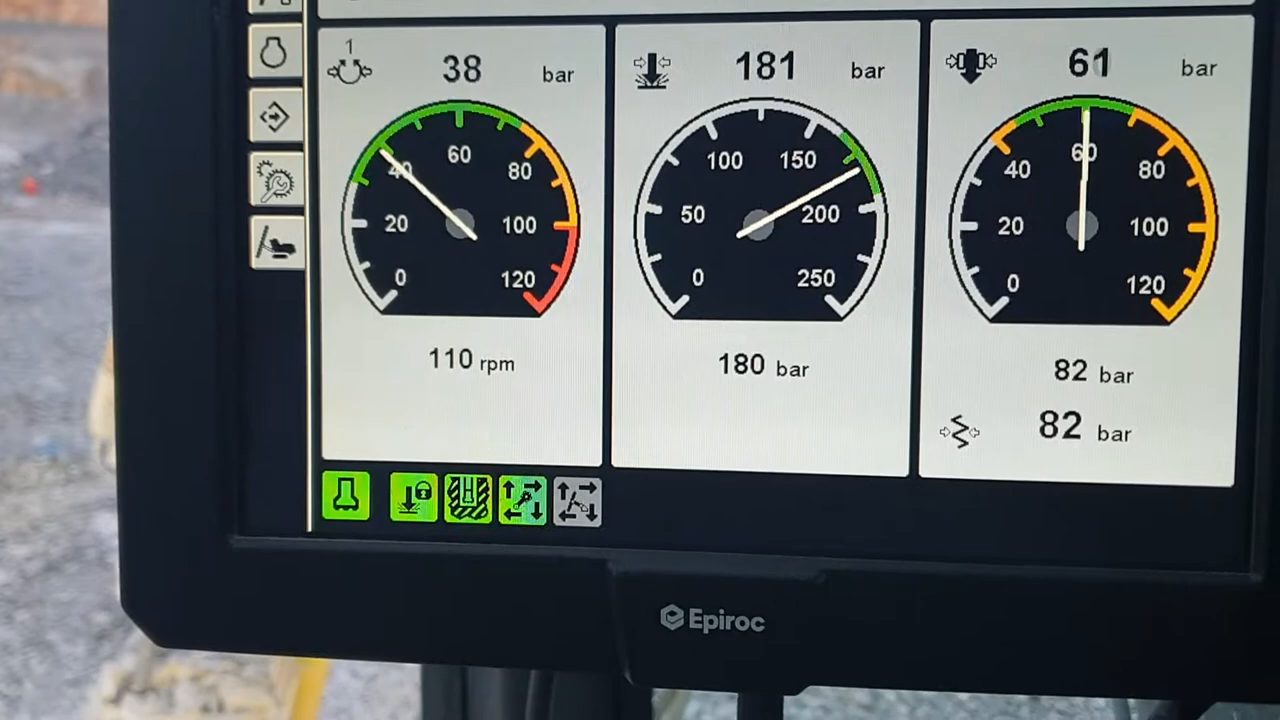 1
38 bar
0 20 40 60 80 100 120
110 rpm
181 bar
0 50 100 150 200 250
180 bar
61 bar
0 20 40 60 80 100 120
82 bar
82 bar
Epiroc